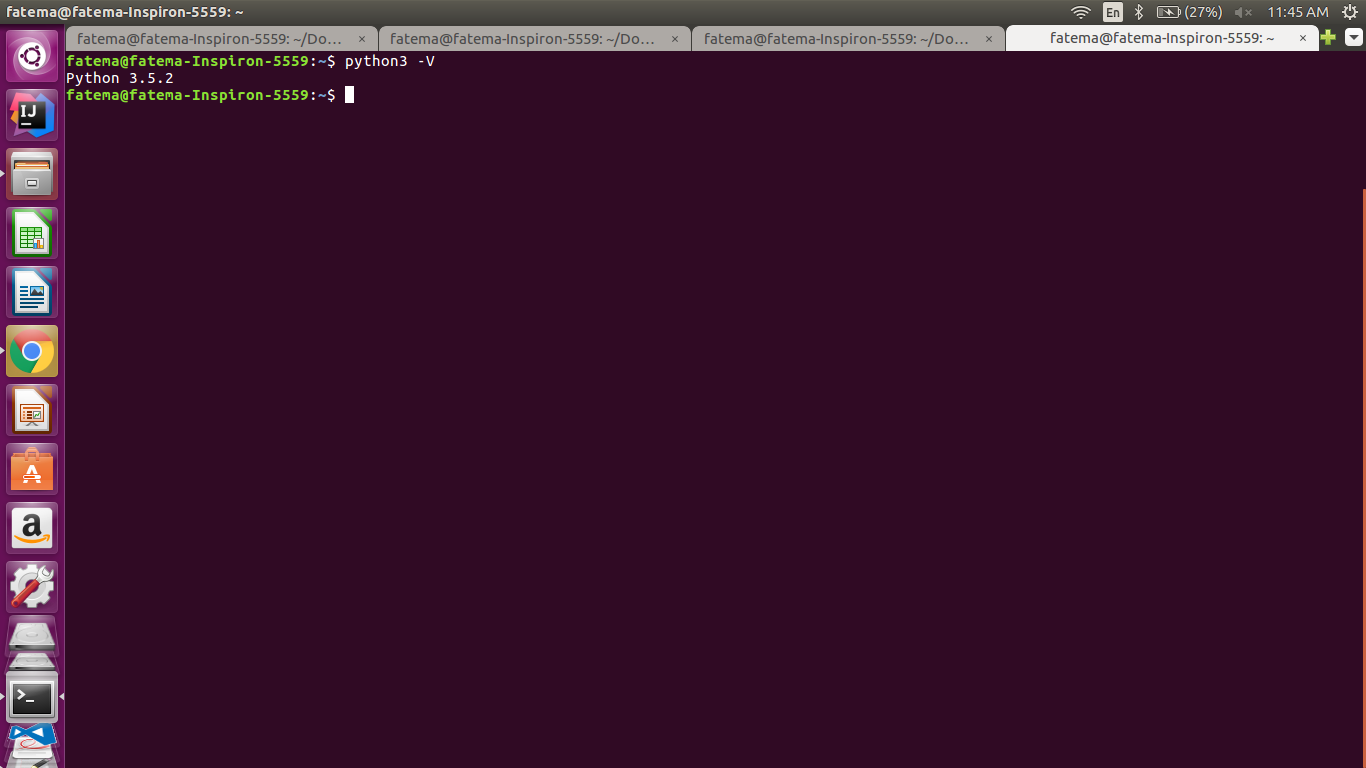 fatema@fatema-Inspiron-5559: ~
En
(27%)
11:45 AM
fatema@fatema-Inspiron-5559: ~/Do... ×
fatema@fatema-Inspiron-5559: ~/Do... ×
fatema@fatema-Inspiron-5559: ~/Do... ×
fatema@fatema-Inspiron-5559: ~ ×
fatema@fatema-Inspiron-5559:~$ python3 -V
Python 3.5.2
fatema@fatema-Inspiron-5559:~$
IJ
A
a
>_